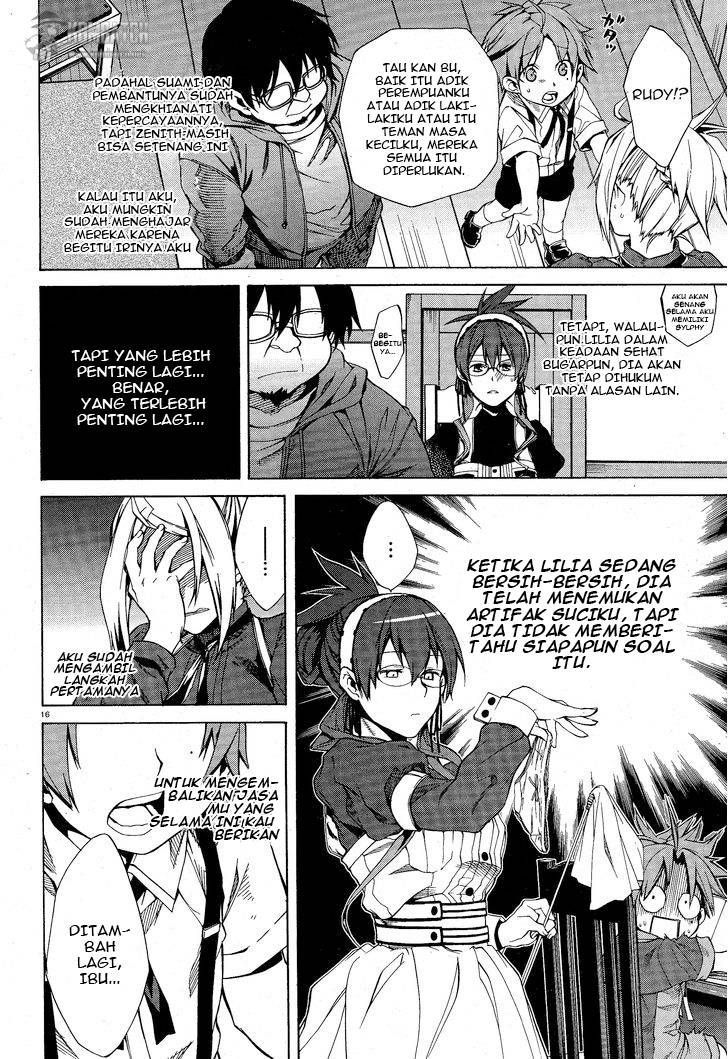 KOMBATCH
RUDY!?
TAU KAN BU,
BAIK ITU ADIK
PEREMPUANKU
ATAU ADIK LAKI-
LAKIKU ATAU ITU
TEMAN MASA
KECILKU, MEREKA
SEMUA ITU
DIPERLUKAN.
PADAHAL SUAMI DAN
PEMBANTUNYA SUDAH
MENGKHIANATI
KEPERCAYAANNYA,
TAPI ZENITH MASIH
BISA SETENANG INI
KALAU ITU AKU,
AKU MUNGKIN
SUDAH MENGHAJAR
MEREKA KARENA
BEGITU IRINYA AKU
AKU AKAN
SENANG
SELAMA AKU
MEMILIKI
SYLPHY
TETAPI, WALAU-
PUN LILIA DALAM
KEADAAN SEHAT
BUGARPUN, DIA AKAN
TETAP DIHUKUM
TANPA ALASAN LAIN.
BE-
BEGITU
YA...
TAPI YANG LEBIH
PENTING LAGI...
BENAR,
YANG TERLEBIH
PENTING LAGI...
KETIKA LILIA SEDANG
BERSIH-BERSIH, DIA
TELAH MENEMUKAN
ARTIFAK SUCIKU, TAPI
DIA TIDAK MEMBERI-
TAHU SIAPAPUN SOAL
ITU.
...
......
AKU SUDAH
MENGAMBIL
LANGKAH
PERTAMANYA
16
UNTUK MENGEM-
BALIKAN JASA
MU YANG
SELAMA INI KAU
BERIKAN
DITAM-
BAH
LAGI,
IBU...